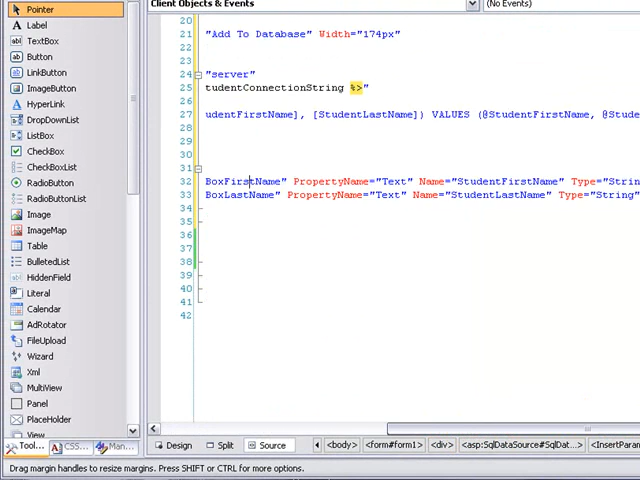 Pointer
Label
TextBox
Button
LinkButton
ImageButton
HyperLink
DropDownList
ListBox
CheckBox
CheckBoxList
RadioButton
RadioButtonList
Image
ImageMap
Table
BulletedList
HiddenField
Literal
Calendar
AdRotator
FileUpload
Wizard
Xml
MultiView
Panel
PlaceHolder
View
Tool...
CSS...
Man...
Client Objects & Events
(No Events)
20
21 "Add To Database" Width="174px"
22
23
24 "server"
25 tudentConnectionString %>"
26
27 udentFirstName], [StudentLastName]) VALUES (@StudentFirstName, @Stude
28
29
30
31
32 BoxFirstName" PropertyName="Text" Name="StudentFirstName" Type="Strin
33 BoxLastName" PropertyName="Text" Name="StudentLastName" Type="String"
34
35
36
37
38
39
40
41
42
Design
Split
Source
<body>
<form#form1>
<div>
<asp:SqlDataSource#SqlDat...
<InsertParam
Drag margin handles to resize margins. Press SHIFT or CTRL for more options.